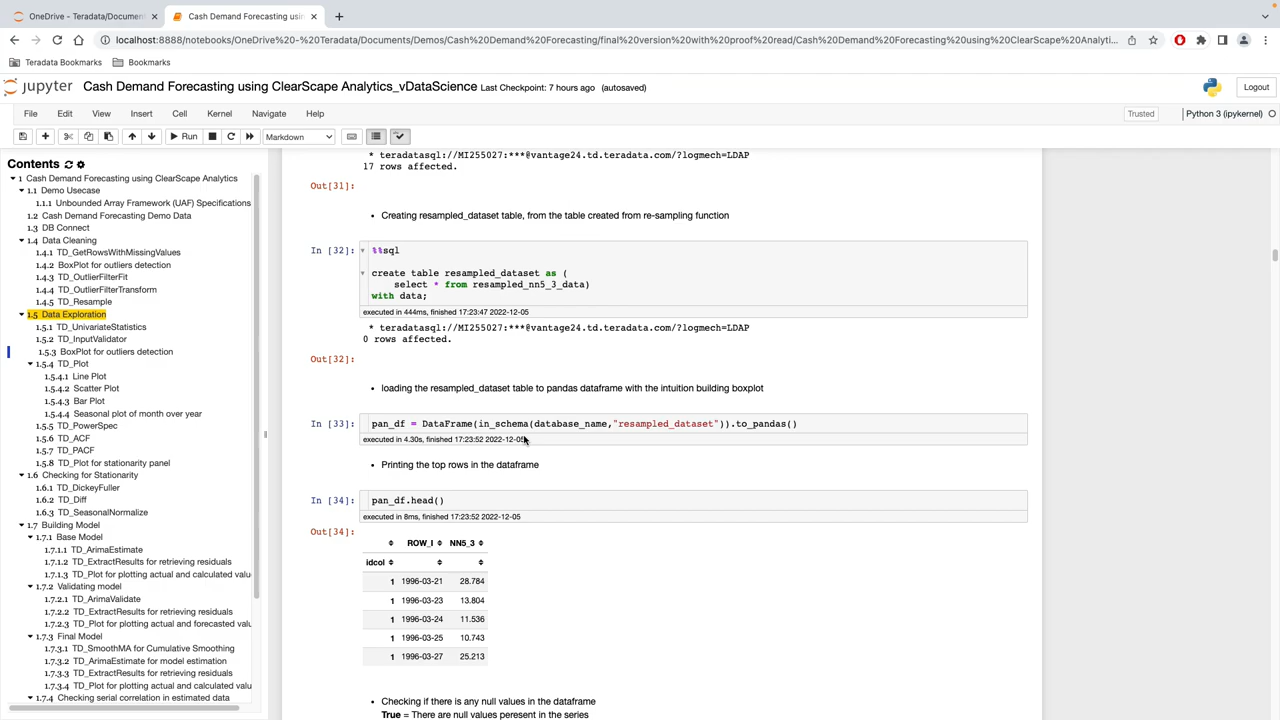 OneDrive - Teradata/Document
Cash Demand Forecasting usin
localhost:8888/notebooks/OneDrive%20-%20Teradata/Documents/Demos/Cash%20Demand%20Forecasting/final%20version%20with%20proof%20read/Cash%20Demand%20Forecasting%20using%20ClearScape%20Analyti...
Teradata Bookmarks
Bookmarks
jupyter
Cash Demand Forecasting using ClearScape Analytics_vDataScience Last Checkpoint: 7 hours ago (autosaved)
Logout
File Edit View Insert Cell Kernel Navigate Help
Trusted
Python 3 (ipykernel)
Run
Markdown
Contents
1 Cash Demand Forecasting using ClearScape Analytics
1.1 Demo Usecase
1.1.1 Unbounded Array Framework (UAF) Specifications
1.2 Cash Demand Forecasting Demo Data
1.3 DB Connect
1.4 Data Cleaning
1.4.1 TD_GetRowsWithMissingValues
1.4.2 BoxPlot for outliers detection
1.4.3 TD_OutlierFilterFit
1.4.4 TD_OutlierFilterTransform
1.4.5 TD_Resample
1.5 Data Exploration
1.5.1 TD_UnivariateStatistics
1.5.2 TD_InputValidator
1.5.3 BoxPlot for outliers detection
1.5.4 TD_Plot
1.5.4.1 Line Plot
1.5.4.2 Scatter Plot
1.5.4.3 Bar Plot
1.5.4.4 Seasonal plot of month over year
1.5.5 TD_PowerSpec
1.5.6 TD_ACF
1.5.7 TD_PACF
1.5.8 TD_Plot for stationarity panel
1.6 Checking for Stationarity
1.6.1 TD_DickeyFuller
1.6.2 TD_Diff
1.6.3 TD_SeasonalNormalize
1.7 Building Model
1.7.1 Base Model
1.7.1.1 TD_ArimaEstimate
1.7.1.2 TD_ExtractResults for retrieving residuals
1.7.1.3 TD_Plot for plotting actual and calculated valu
1.7.2 Validating model
1.7.2.1 TD_ArimaValidate
1.7.2.2 TD_ExtractResults for retrieving residuals
1.7.2.3 TD_Plot for plotting actual and forecasted valu
1.7.3 Final Model
1.7.3.1 TD_SmoothMA for Cumulative Smoothing
1.7.3.2 TD_ArimaEstimate for model estimation
1.7.3.3 TD_ExtractResults for retrieving residuals
1.7.3.4 TD_Plot for plotting actual and calculated valu
1.7.4 Checking serial correlation in estimated data
* teradatasql://MI255027:***@vantage24.td.teradata.com/?logmech=LDAP
17 rows affected.
Out[31]:
• Creating resampled_dataset table, from the table created from re-sampling function
In [32]: %%sql
create table resampled_dataset as (
select * from resampled_nn5_3_data)
with data;
executed in 444ms, finished 17:23:47 2022-12-05
* teradatasql://MI255027:***@vantage24.td.teradata.com/?logmech=LDAP
0 rows affected.
Out[32]:
• loading the resampled_dataset table to pandas dataframe with the intuition building boxplot
In [33]: pan_df = DataFrame(in_schema(database_name,"resampled_dataset")).to_pandas()
executed in 4.30s, finished 17:23:52 2022-12-05
• Printing the top rows in the dataframe
In [34]: pan_df.head()
executed in 8ms, finished 17:23:52 2022-12-05
Out[34]:
ROW_I NN5_3
idcol
1 1996-03-21 28.784
1 1996-03-23 13.804
1 1996-03-24 11.536
1 1996-03-25 10.743
1 1996-03-27 25.213
• Checking if there is any null values in the dataframe
True = There are null values peresent in the series